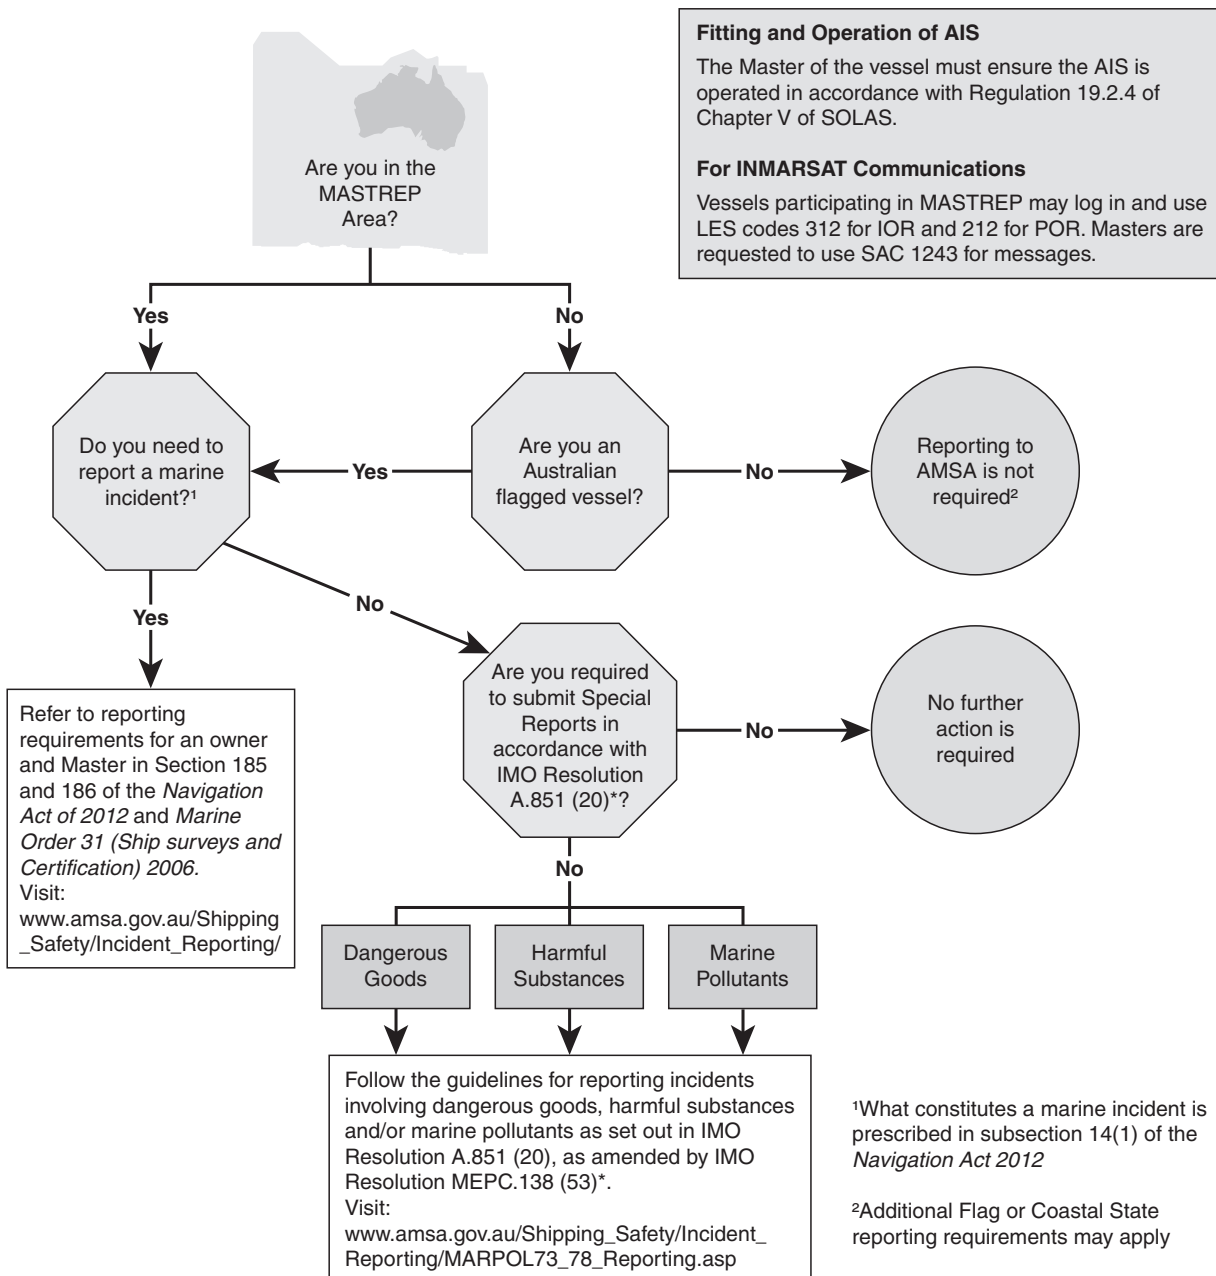 Fitting and Operation of AIS
The Master of the vessel must ensure the AIS is
operated in accordance with Regulation 19.2.4 of
Chapter V of SOLAS.
For INMARSAT Communications
Vessels participating in MASTREP may log in and use
LES codes 312 for IOR and 212 for POR. Masters are
requested to use SAC 1243 for messages.
Are you in the
MASTREP
Area?
Yes
No
Do you need to
report a marine
incident?¹
Yes
Are you an
Australian
flagged vessel?
No
Reporting to
AMSA is not
required²
Yes
No
Refer to reporting
requirements for an owner
and Master in Section 185
and 186 of the Navigation
Act of 2012 and Marine
Order 31 (Ship surveys and
Certification) 2006.
Visit:
www.amsa.gov.au/Shipping
_Safety/Incident_Reporting/
Are you required
to submit Special
Reports in
accordance with
IMO Resolution
A.851 (20)*?
No
No further
action is
required
No
Dangerous
Goods
Harmful
Substances
Marine
Pollutants
Follow the guidelines for reporting incidents
involving dangerous goods, harmful substances
and/or marine pollutants as set out in IMO
Resolution A.851 (20), as amended by IMO
Resolution MEPC.138 (53)*.
Visit:
www.amsa.gov.au/Shipping_Safety/Incident_
Reporting/MARPOL73_78_Reporting.asp
¹What constitutes a marine incident is
prescribed in subsection 14(1) of the
Navigation Act 2012
²Additional Flag or Coastal State
reporting requirements may apply